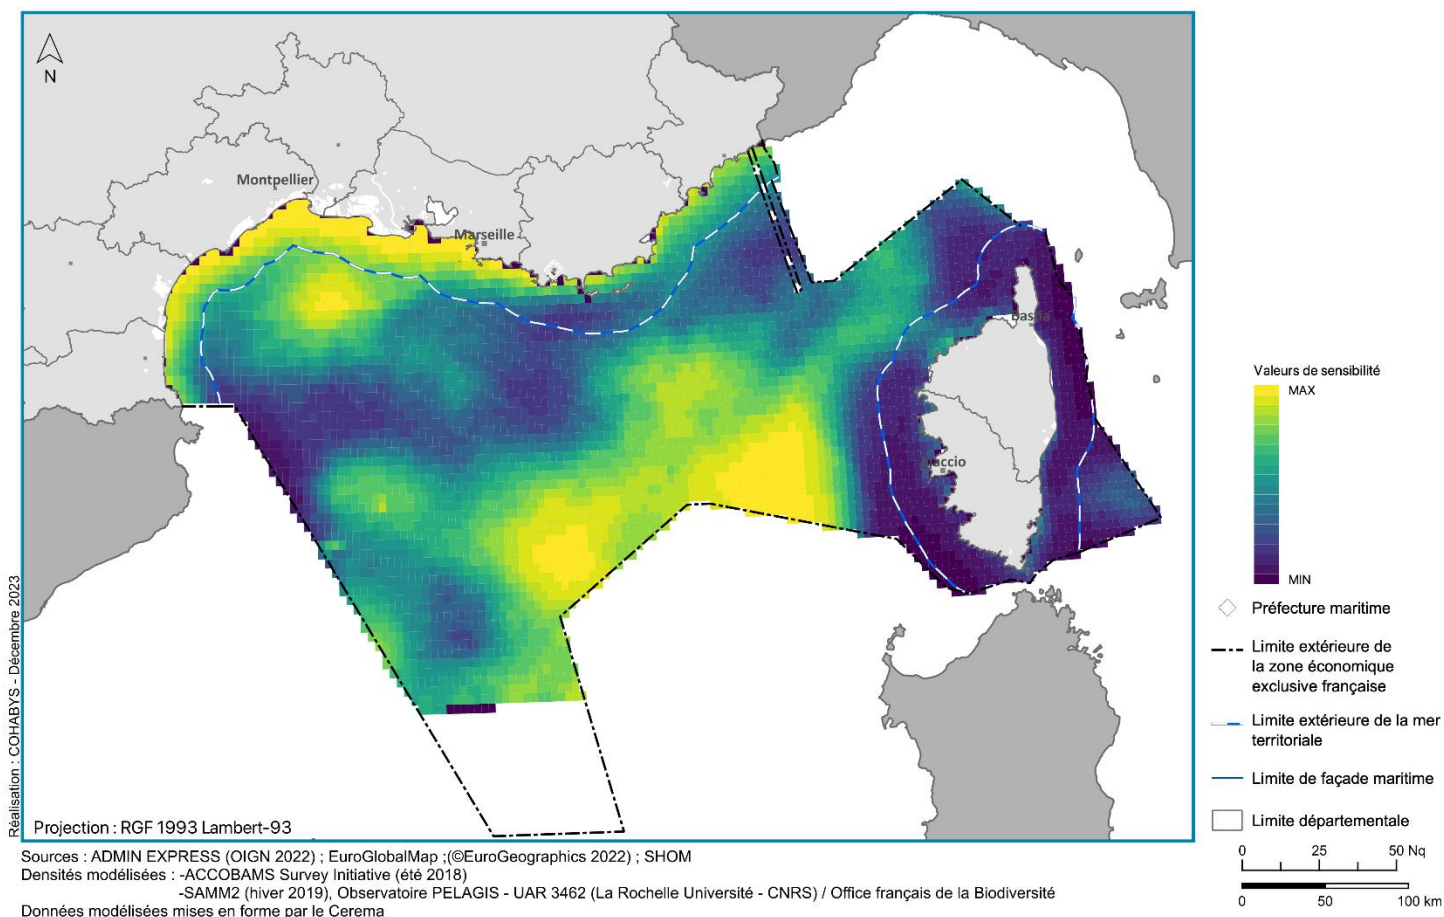 N
Montpellier
Marseille
Bastia
Ajaccio
Réalisation : COHABYS - Décembre 2023
Projection : RGF 1993 Lambert-93
Valeurs de sensibilité
MAX
MIN
Préfecture maritime
Limite extérieure de
la zone économique
exclusive française
Limite extérieure de la mer
territoriale
Limite de façade maritime
Limite départementale
0 25 50 Nq
0 50 100 km
Sources : ADMIN EXPRESS (OIGN 2022) ; EuroGlobalMap ;(©EuroGeographics 2022) ; SHOM
Densités modélisées : -ACCOBAMS Survey Initiative (été 2018)
-SAMM2 (hiver 2019), Observatoire PELAGIS - UAR 3462 (La Rochelle Université - CNRS) / Office français de la Biodiversité
Données modélisées mises en forme par le Cerema